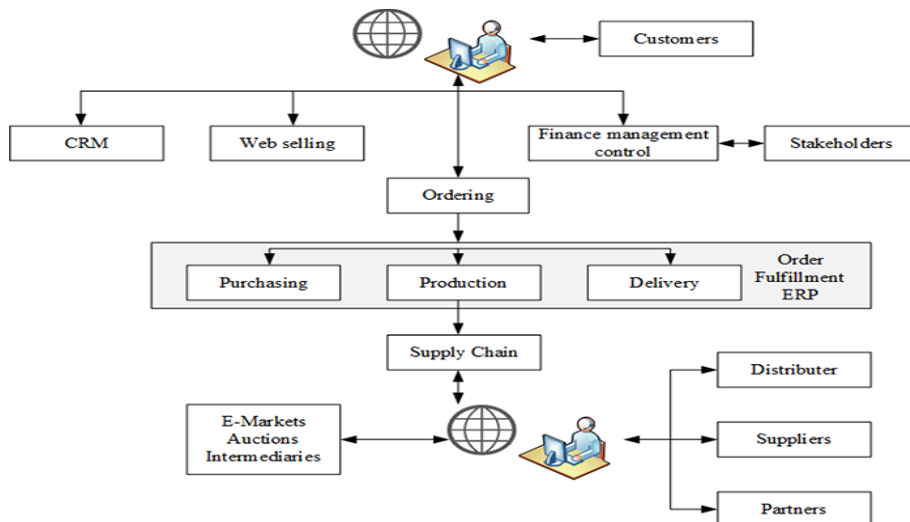 Customers
CRM
Web selling
Finance management
control
Stakeholders
Ordering
Purchasing
Production
Delivery
Order
Fulfillment
ERP
Supply Chain
Distributer
E-Markets
Auctions
Intermediaries
Suppliers
Partners